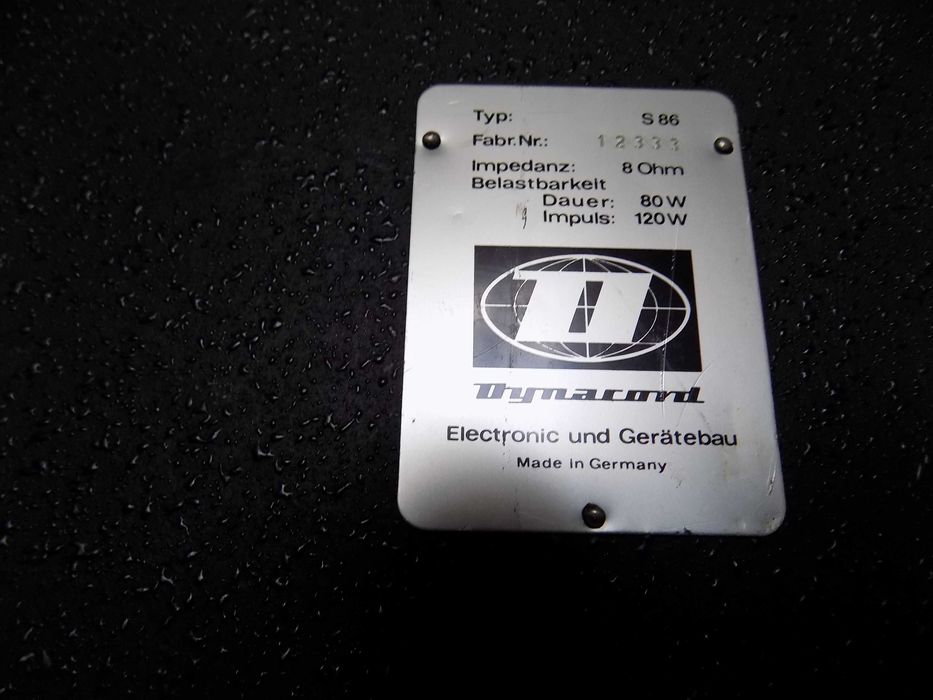 Typ: S 86
Fabr.Nr.: 12333
Impedanz: 8 Ohm
Belastbarkeit
Dauer: 80 W
Impuls: 120 W
D
Dynacord
Electronic und Gerätebau
Made in Germany